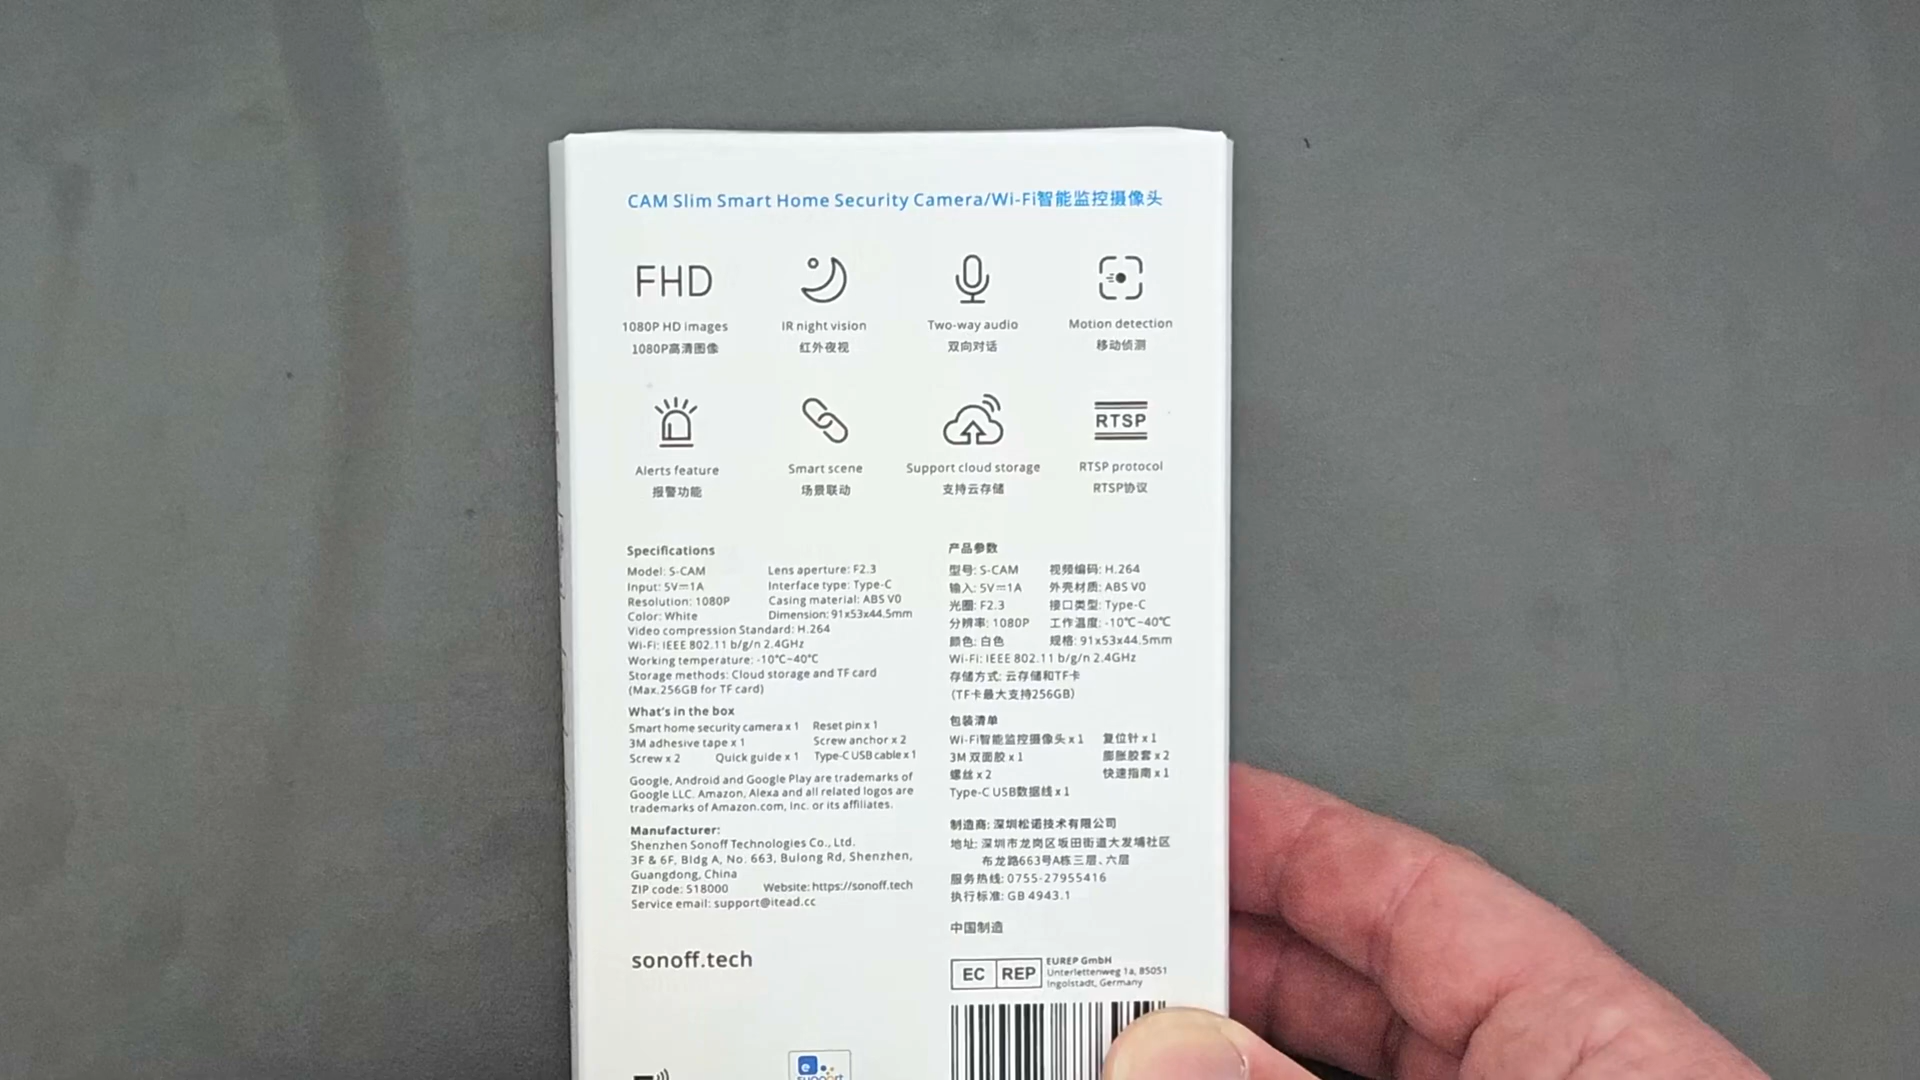 CAM Slim Smart Home Security Camera/Wi-Fi智能监控摄像头
FHD
1080P HD images
1080P高清图像
IR night vision
红外夜视
Two-way audio
双向对话
Motion detection
移动侦测
Alerts feature
报警功能
Smart scene
场景联动
Support cloud storage
支持云存储
RTSP
RTSP protocol
RTSP协议
Specifications
Model: S-CAM Lens aperture: F2.3
Input: 5V⎓1A Interface type: Type-C
Resolution: 1080P Casing material: ABS V0
Color: White Dimension: 91x53x44.5mm
Video compression Standard: H.264
Wi-Fi: IEEE 802.11 b/g/n 2.4GHz
Working temperature: -10℃~40℃
Storage methods: Cloud storage and TF card
(Max.256GB for TF card)
What's in the box
Smart home security camera x 1 Reset pin x 1
3M adhesive tape x 1 Screw anchor x 2
Screw x 2 Quick guide x 1 Type-C USB cable x 1
Google, Android and Google Play are trademarks of
Google LLC. Amazon, Alexa and all related logos are
trademarks of Amazon.com, Inc. or its affiliates.
Manufacturer:
Shenzhen Sonoff Technologies Co., Ltd.
3F & 6F, Bldg A, No. 663, Bulong Rd, Shenzhen,
Guangdong, China
ZIP code: 518000 Website: https://sonoff.tech
Service email: support@itead.cc
sonoff.tech
产品参数
型号: S-CAM 视频编码: H.264
输入: 5V⎓1A 外壳材质: ABS V0
光圈: F2.3 接口类型: Type-C
分辨率: 1080P 工作温度: -10℃~40℃
颜色: 白色 规格: 91x53x44.5mm
Wi-Fi: IEEE 802.11 b/g/n 2.4GHz
存储方式: 云存储和TF卡
(TF卡最大支持256GB)
包装清单
Wi-Fi智能监控摄像头 x 1 复位针 x 1
3M 双面胶 x 1 膨胀胶套 x 2
螺丝 x 2 快速指南 x 1
Type-C USB数据线 x 1
制造商: 深圳松诺技术有限公司
地址: 深圳市龙岗区坂田街道大发埔社区
布龙路663号A栋三层、六层
服务热线: 0755-27955416
执行标准: GB 4943.1
中国制造
EC REP
EUREP GmbH
Unterlettenweg 1a, 85051
Ingolstadt, Germany
e
support